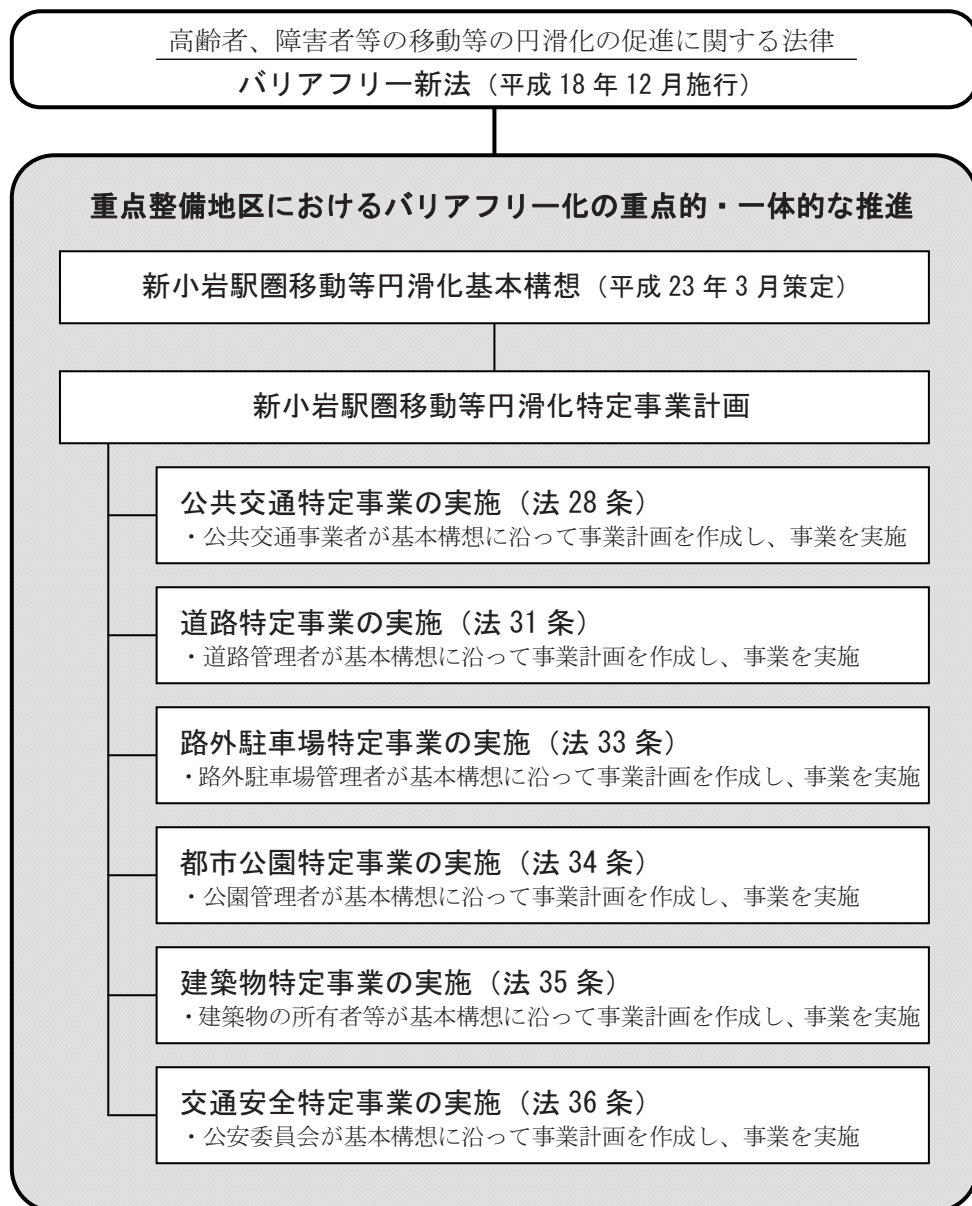 高齢者、障害者等の移動等の円滑化の促進に関する法律
バリアフリー新法（平成 18 年 12 月施行）
重点整備地区におけるバリアフリー化の重点的・一体的な推進
新小岩駅圏移動等円滑化基本構想（平成 23 年 3 月策定）
新小岩駅圏移動等円滑化特定事業計画
公共交通特定事業の実施（法 28 条）
・公共交通事業者が基本構想に沿って事業計画を作成し、事業を実施
道路特定事業の実施（法 31 条）
・道路管理者が基本構想に沿って事業計画を作成し、事業を実施
路外駐車場特定事業の実施（法 33 条）
・路外駐車場管理者が基本構想に沿って事業計画を作成し、事業を実施
都市公園特定事業の実施（法 34 条）
・公園管理者が基本構想に沿って事業計画を作成し、事業を実施
建築物特定事業の実施（法 35 条）
・建築物の所有者等が基本構想に沿って事業計画を作成し、事業を実施
交通安全特定事業の実施（法 36 条）
・公安委員会が基本構想に沿って事業計画を作成し、事業を実施